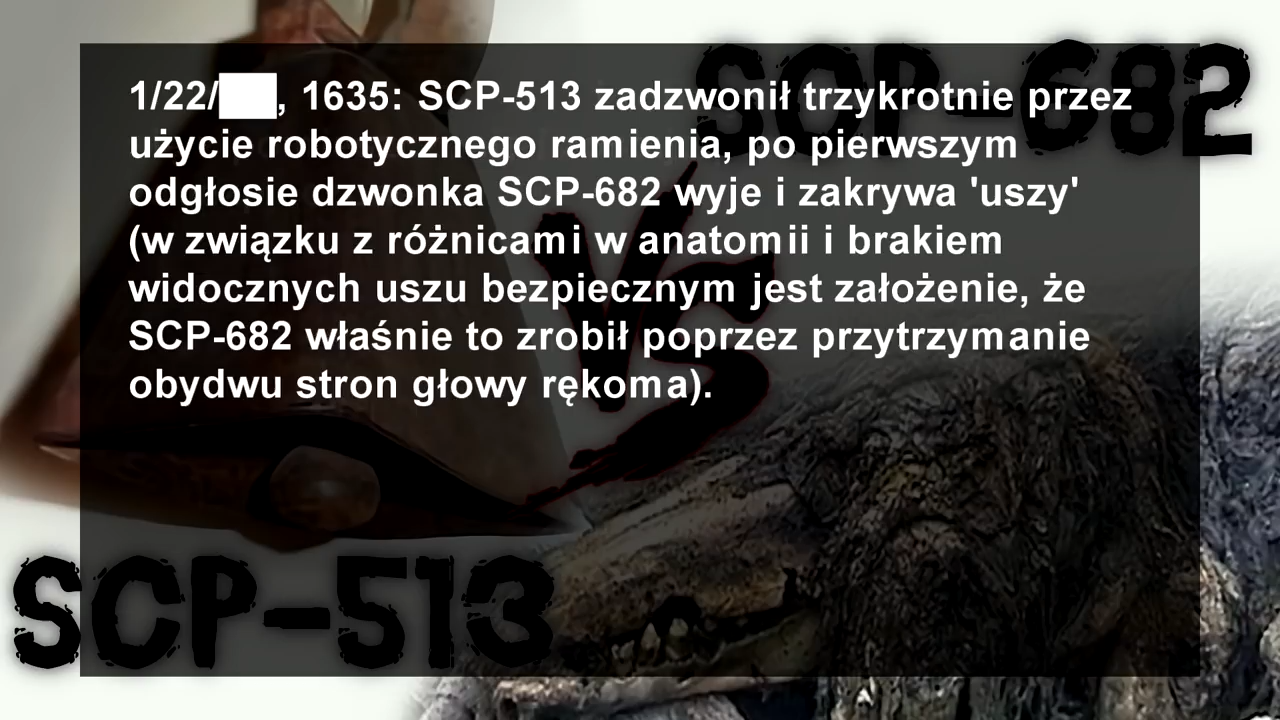 SCP-682
1/22/██, 1635: SCP-513 zadzwonił trzykrotnie przez
użycie robotycznego ramienia, po pierwszym
odgłosie dzwonka SCP-682 wyje i zakrywa 'uszy'
(w związku z różnicami w anatomii i brakiem
widocznych uszu bezpiecznym jest założenie, że
SCP-682 właśnie to zrobił poprzez przytrzymanie
obydwu stron głowy rękoma).
VS
SCP-513